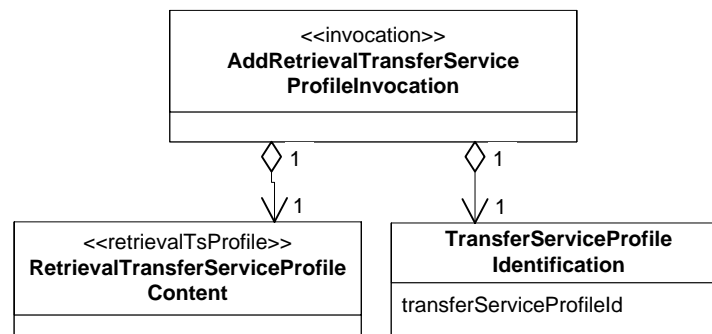 <<invocation>>
AddRetrievalTransferService
ProfileInvocation
1
1
1
1
<<retrievalTsProfile>>
RetrievalTransferServiceProfile
Content
TransferServiceProfile
Identification
transferServiceProfileId